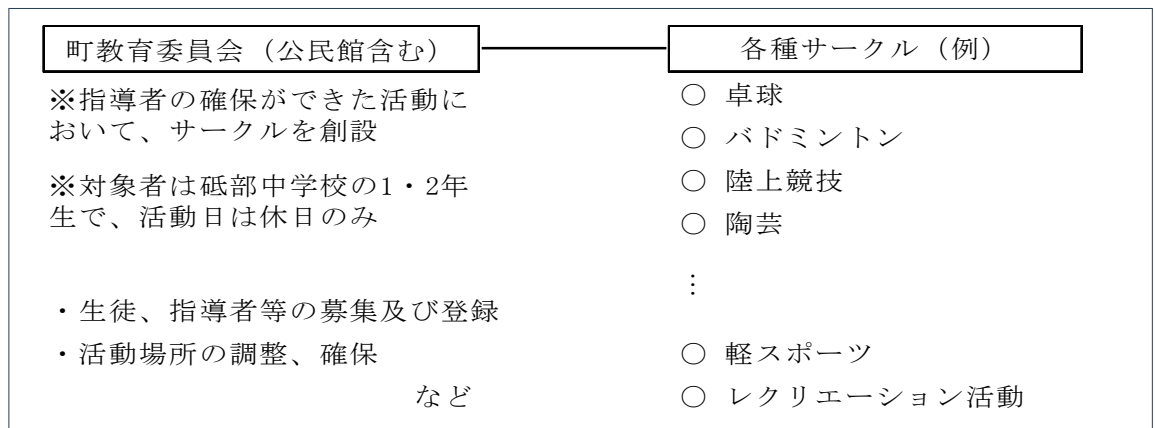 町教育委員会（公民館含む）
※指導者の確保ができた活動に
おいて、サークルを創設
※対象者は砥部中学校の1・2年
生で、活動日は休日のみ
・生徒、指導者等の募集及び登録
・活動場所の調整、確保
など
各種サークル（例）
○ 卓球
○ バドミントン
○ 陸上競技
○ 陶芸
⋮
○ 軽スポーツ
○ レクリエーション活動